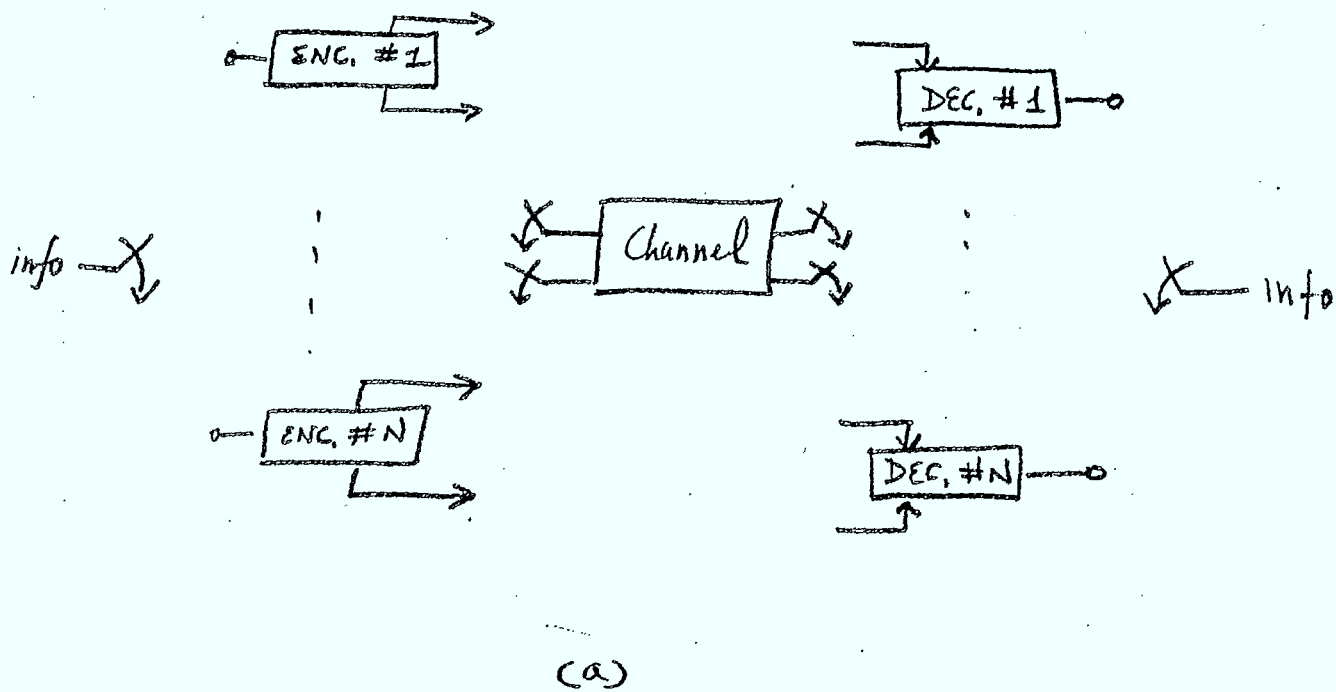 ENC. #1
DEC. #1
info
Channel
info
ENC. #N
DEC. #N
(a)